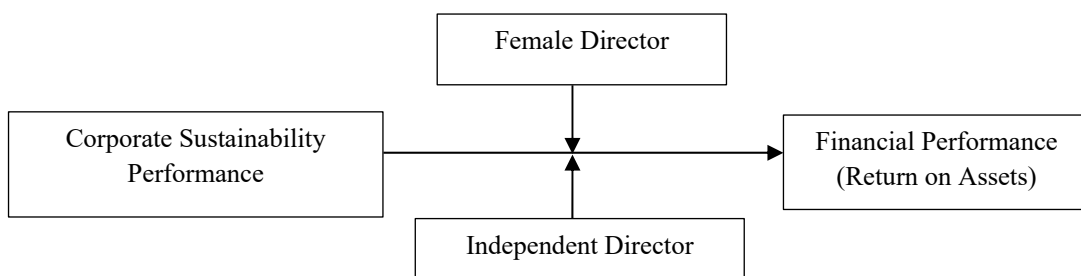 Female Director
Corporate Sustainability
Performance
Financial Performance
(Return on Assets)
Independent Director